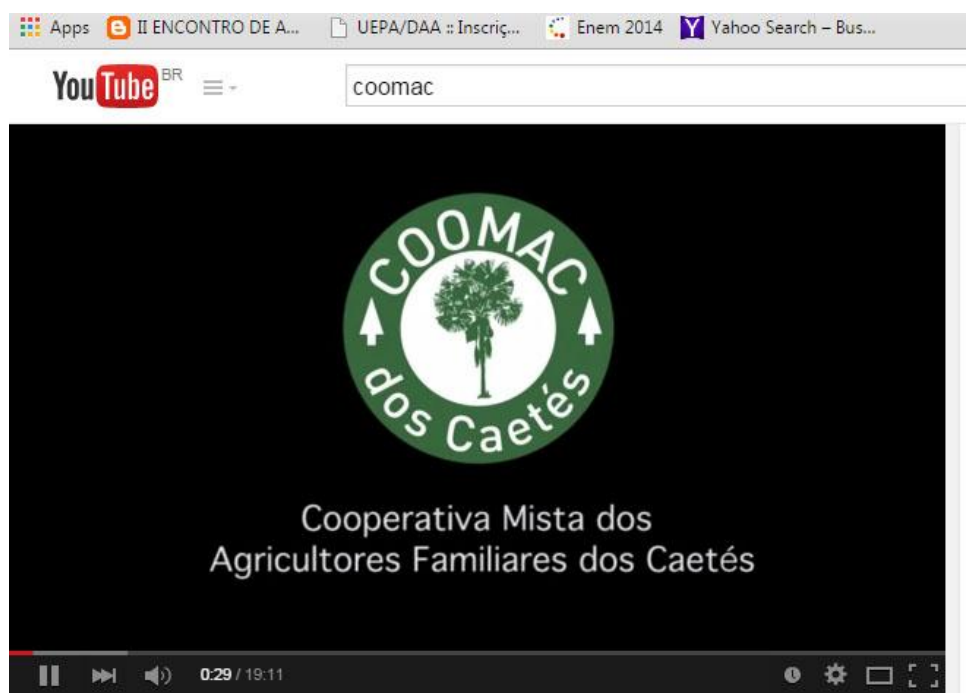 Apps II ENCONTRO DE A... UEPA/DAA :: Inscriç... Enem 2014 Yahoo Search – Bus...
YouTube BR coomac
COOMAC
dos Caetés
Cooperativa Mista dos
Agricultores Familiares dos Caetés
0:29 / 19:11